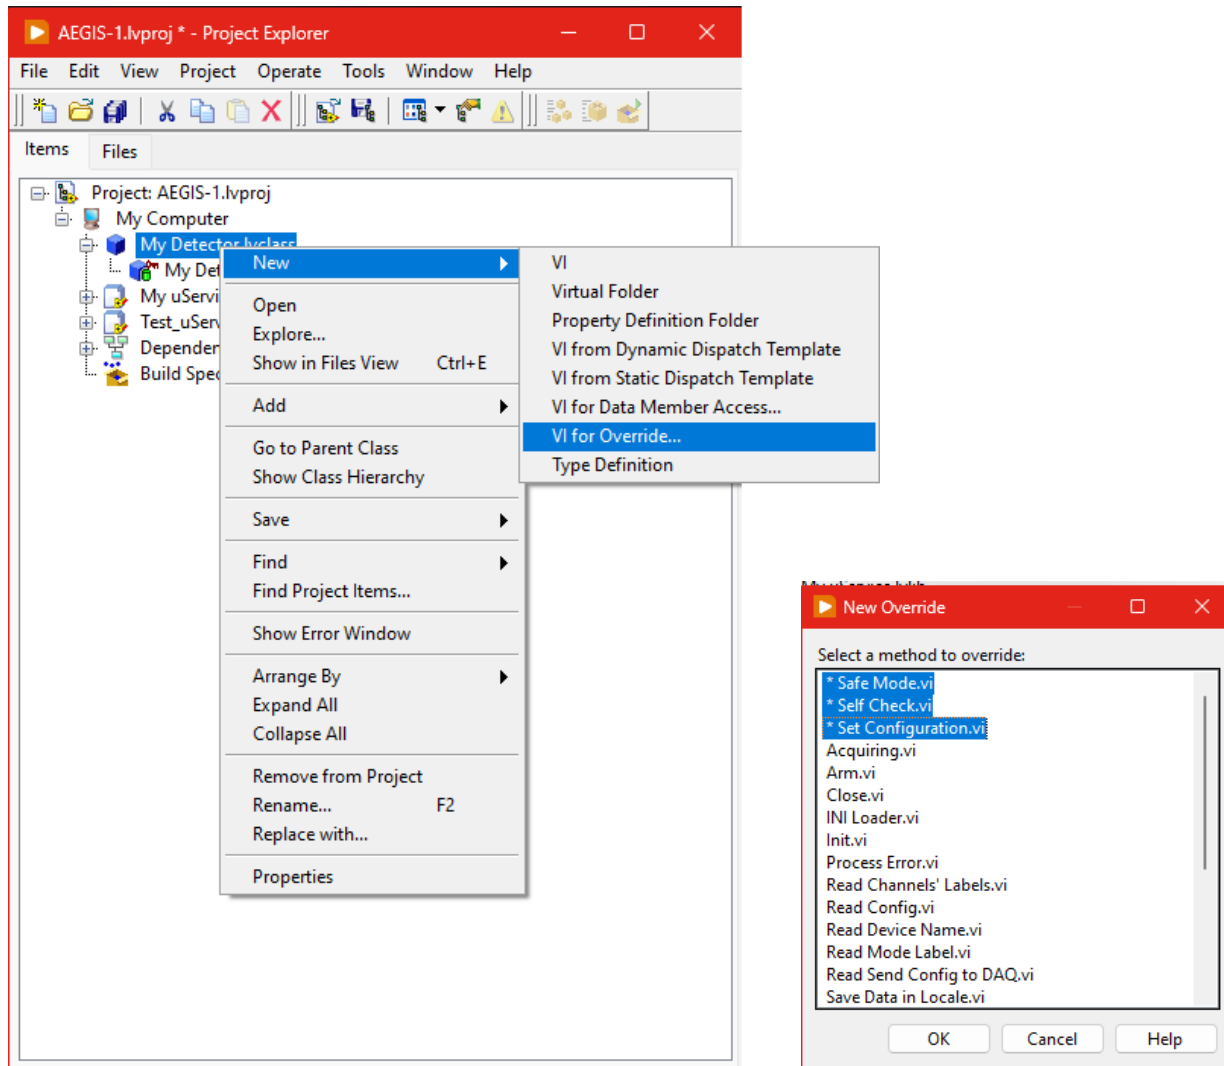 AEGIS-1.lvproj * - Project Explorer
File Edit View Project Operate Tools Window Help
Items Files
Project: AEGIS-1.lvproj
My Computer
My Detector.lvclass
My Det
My uServi
Test_uServ
Depender
Build Spec
New
Open
Explore...
Show in Files View Ctrl+E
Add
Go to Parent Class
Show Class Hierarchy
Save
Find
Find Project Items...
Show Error Window
Arrange By
Expand All
Collapse All
Remove from Project
Rename... F2
Replace with...
Properties
VI
Virtual Folder
Property Definition Folder
VI from Dynamic Dispatch Template
VI from Static Dispatch Template
VI for Data Member Access...
VI for Override...
Type Definition
New Override
Select a method to override:
* Safe Mode.vi
* Self Check.vi
* Set Configuration.vi
Acquiring.vi
Arm.vi
Close.vi
INI Loader.vi
Init.vi
Process Error.vi
Read Channels' Labels.vi
Read Config.vi
Read Device Name.vi
Read Mode Label.vi
Read Send Config to DAQ.vi
Save Data in Locale.vi
OK Cancel Help